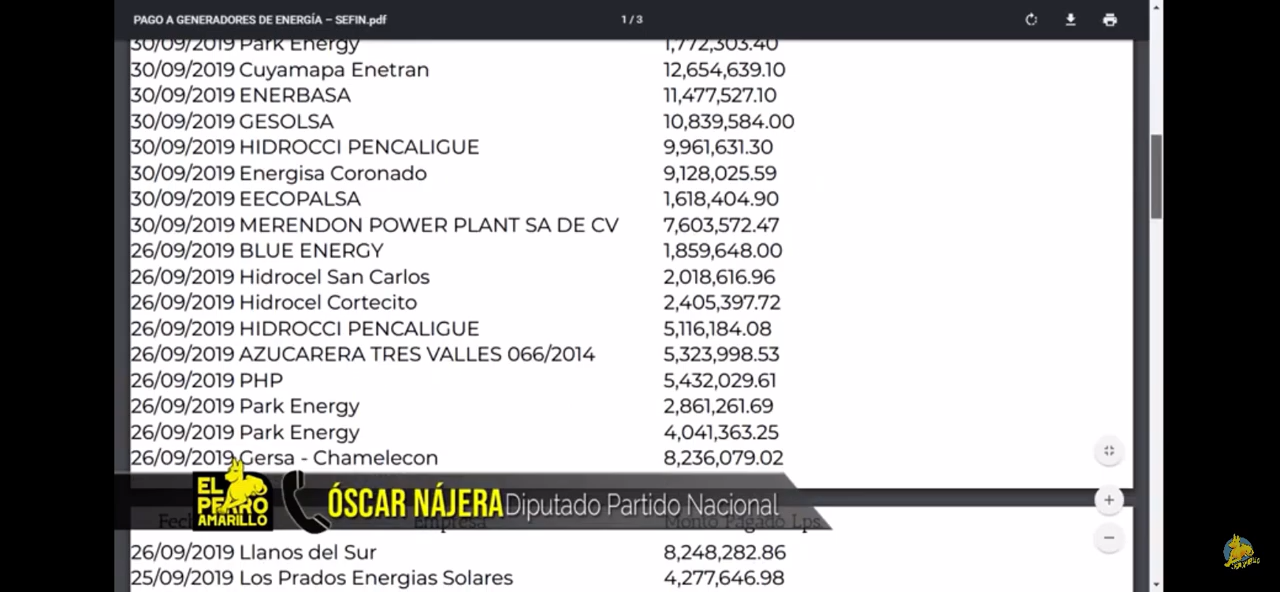 PAGO A GENERADORES DE ENERGÍA – SEFIN.pdf 1 / 3
30/09/2019 Park Energy 1,772,303.40
30/09/2019 Cuyamapa Enetran 12,654,639.10
30/09/2019 ENERBASA 11,477,527.10
30/09/2019 GESOLSA 10,839,584.00
30/09/2019 HIDROCCI PENCALIGUE 9,961,631.30
30/09/2019 Energisa Coronado 9,128,025.59
30/09/2019 EECOPALSA 1,618,404.90
30/09/2019 MERENDON POWER PLANT SA DE CV 7,603,572.47
26/09/2019 BLUE ENERGY 1,859,648.00
26/09/2019 Hidrocel San Carlos 2,018,616.96
26/09/2019 Hidrocel Cortecito 2,405,397.72
26/09/2019 HIDROCCI PENCALIGUE 5,116,184.08
26/09/2019 AZUCARERA TRES VALLES 066/2014 5,323,998.53
26/09/2019 PHP 5,432,029.61
26/09/2019 Park Energy 2,861,261.69
26/09/2019 Park Energy 4,041,363.25
26/09/2019 Gersa - Chamelecon 8,236,079.02
EL PERRO AMARILLO
ÓSCAR NÁJERA Diputado Partido Nacional
Empresa Monto Pagado Lps.
26/09/2019 Llanos del Sur 8,248,282.86
25/09/2019 Los Prados Energias Solares 4,277,646.98